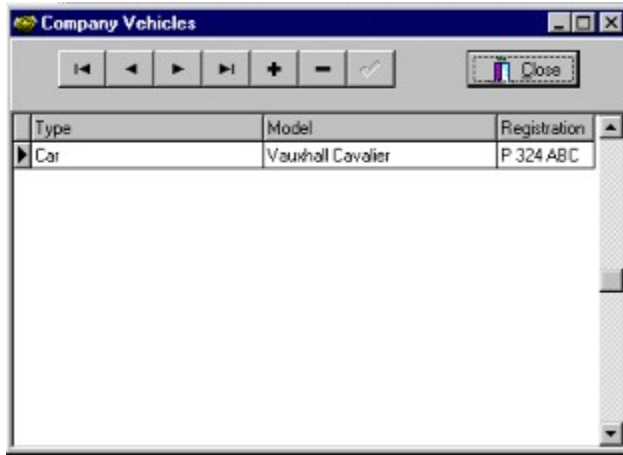 Company Vehicles
Close
Type Model Registration
Car Vauxhall Cavalier P 324 ABC